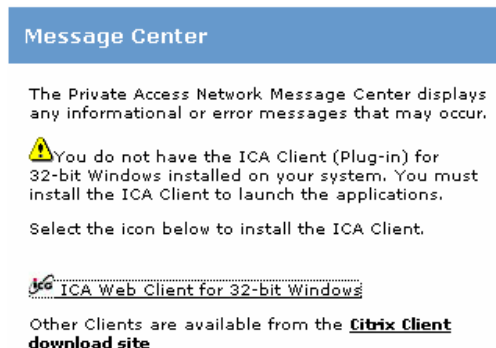 Message Center
The Private Access Network Message Center displays
any informational or error messages that may occur.
You do not have the ICA Client (Plug-in) for
32-bit Windows installed on your system. You must
install the ICA Client to launch the applications.
Select the icon below to install the ICA Client.
ica ICA Web Client for 32-bit Windows
Other Clients are available from the Citrix Client
download site